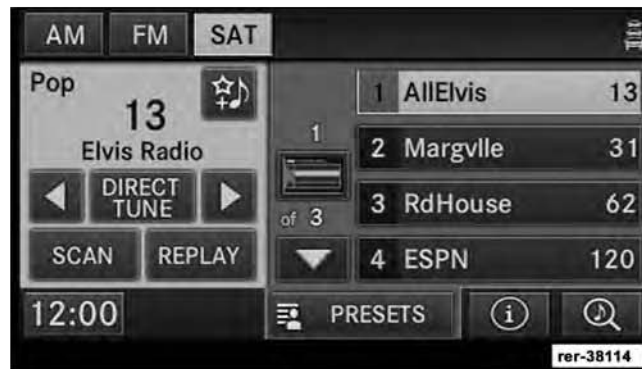 AM FM SAT
Pop
13
Elvis Radio
DIRECT
TUNE
SCAN REPLAY
12:00
1
of 3
1 AllElvis 13
2 Margvlle 31
3 RdHouse 62
4 ESPN 120
PRESETS i
rer-38114